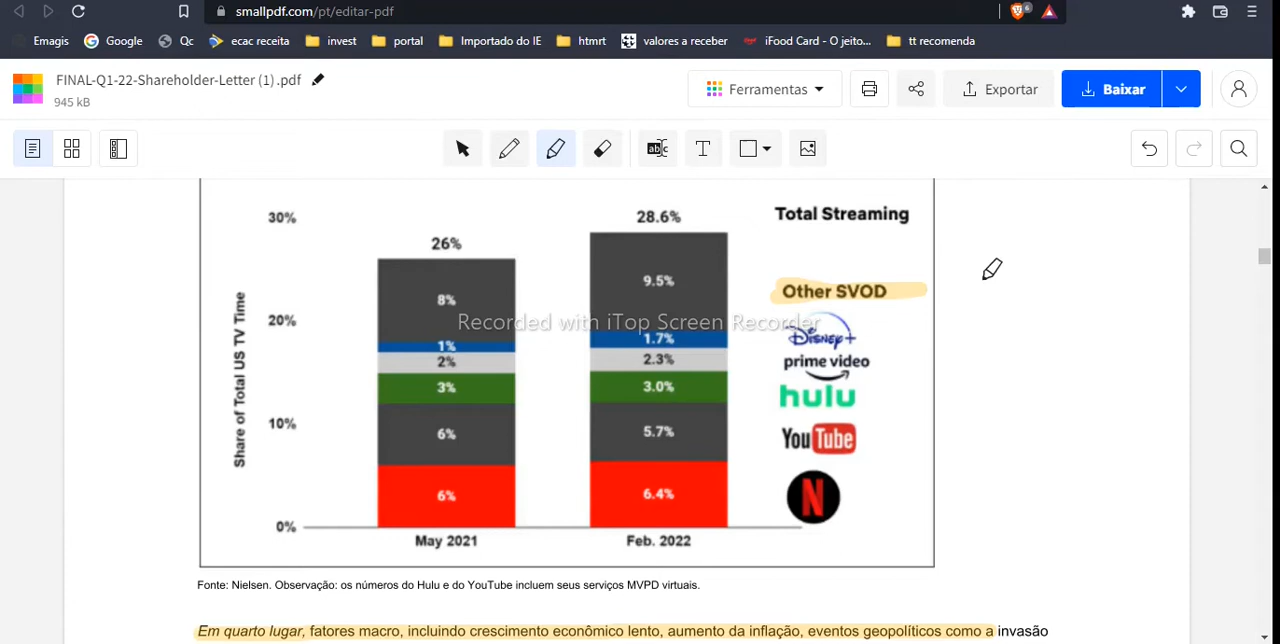 smallpdf.com/pt/editar-pdf
6
Emagis Google Qc ecac receita invest portal Importado do IE htmrt valores a receber iFood Card - O jeito... tt recomenda
FINAL-Q1-22-Shareholder-Letter (1).pdf
945 kB
Ferramentas
Exportar
Baixar
abc
T
Total Streaming
30%
26%
28.6%
8%
9.5%
Other SVOD
Recorded with iTop Screen Recorder
Share of Total US TV Time
20%
1%
1.7%
Disney+
2%
2.3%
prime video
3%
3.0%
hulu
10%
6%
5.7%
YouTube
6%
6.4%
N
0%
May 2021
Feb. 2022
Fonte: Nielsen. Observação: os números do Hulu e do YouTube incluem seus serviços MVPD virtuais.
Em quarto lugar, fatores macro, incluindo crescimento econômico lento, aumento da inflação, eventos geopolíticos como a invasão